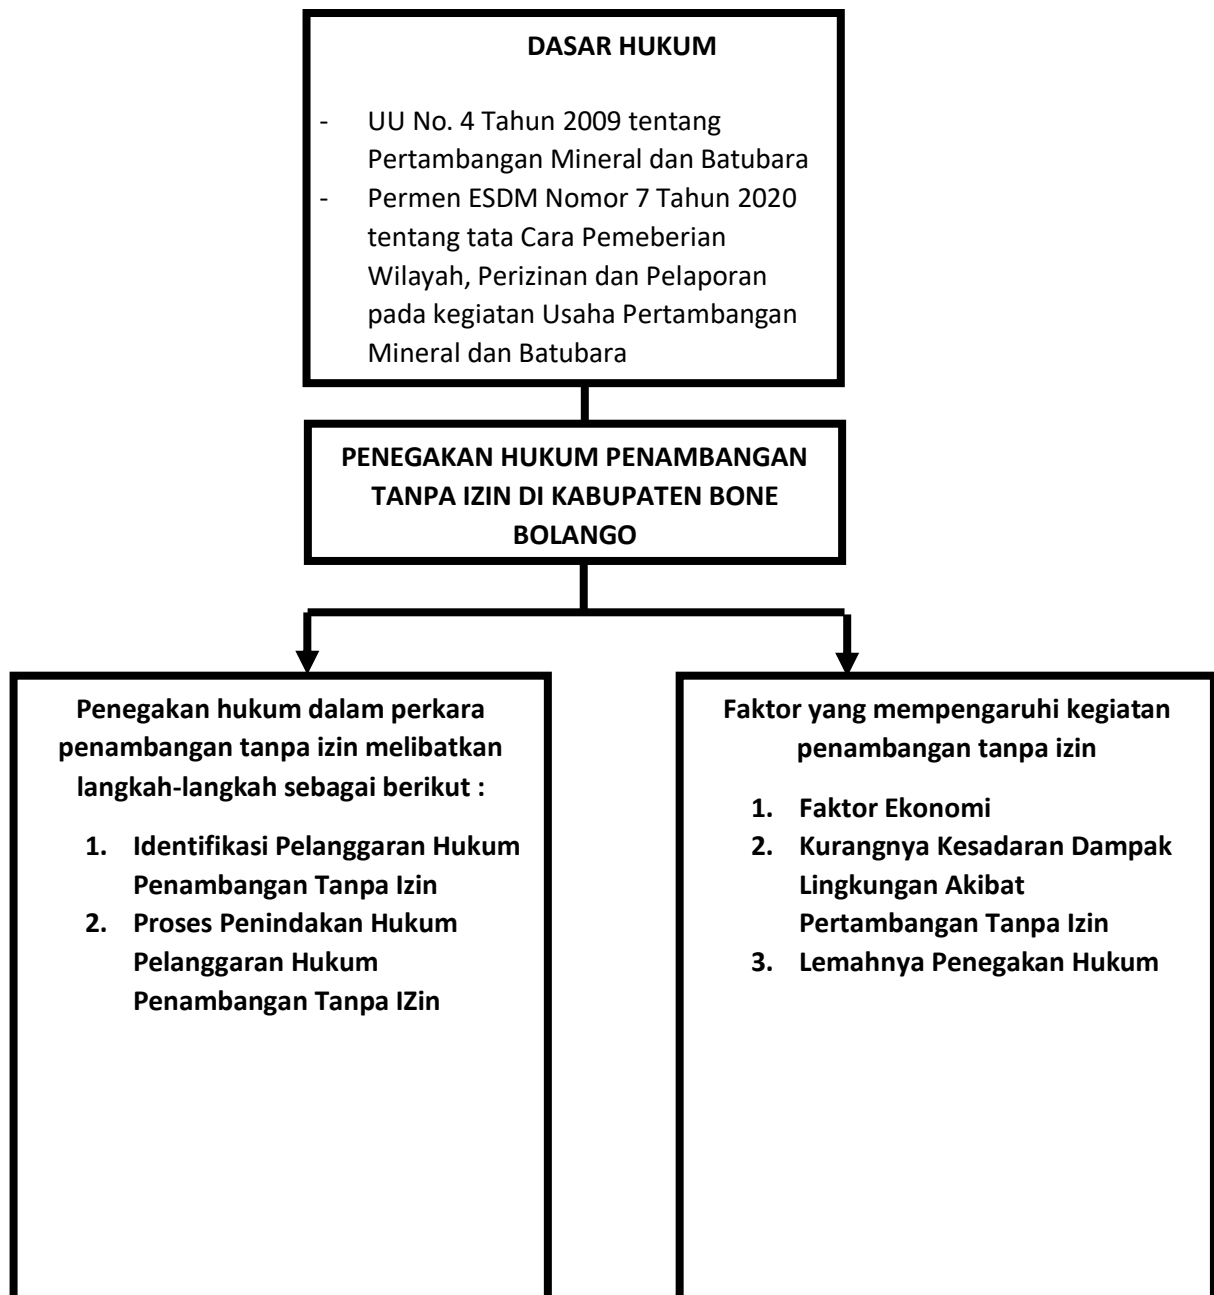 DASAR HUKUM
- UU No. 4 Tahun 2009 tentang
Pertambangan Mineral dan Batubara
- Permen ESDM Nomor 7 Tahun 2020
tentang tata Cara Pemeberian
Wilayah, Perizinan dan Pelaporan
pada kegiatan Usaha Pertambangan
Mineral dan Batubara
PENEGAKAN HUKUM PENAMBANGAN
TANPA IZIN DI KABUPATEN BONE
BOLANGO
Penegakan hukum dalam perkara
penambangan tanpa izin melibatkan
langkah-langkah sebagai berikut :
1. Identifikasi Pelanggaran Hukum
Penambangan Tanpa Izin
2. Proses Penindakan Hukum
Pelanggaran Hukum
Penambangan Tanpa IZin
Faktor yang mempengaruhi kegiatan
penambangan tanpa izin
1. Faktor Ekonomi
2. Kurangnya Kesadaran Dampak
Lingkungan Akibat
Pertambangan Tanpa Izin
3. Lemahnya Penegakan Hukum